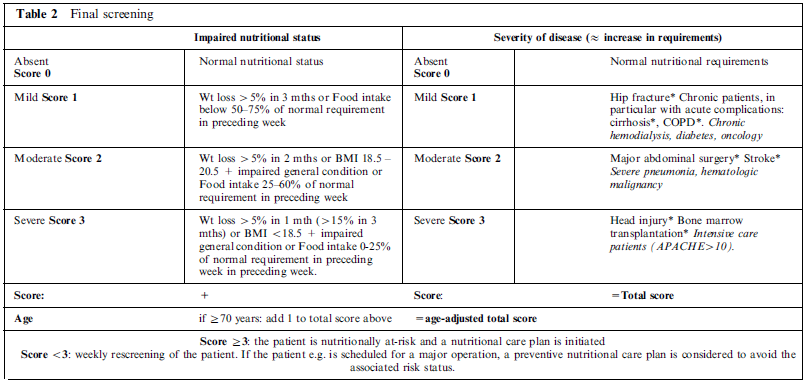 Table 2 Final screening
Impaired nutritional status
Severity of disease (≈ increase in requirements)
Absent
Score 0
Normal nutritional status
Absent
Score 0
Normal nutritional requirements
Mild Score 1
Wt loss > 5% in 3 mths or Food intake
below 50–75% of normal requirement
in preceding week
Mild Score 1
Hip fracture* Chronic patients, in
particular with acute complications:
cirrhosis*, COPD*. Chronic
hemodialysis, diabetes, oncology
Moderate Score 2
Wt loss > 5% in 2 mths or BMI 18.5 –
20.5 + impaired general condition or
Food intake 25–60% of normal
requirement in preceding week
Moderate Score 2
Major abdominal surgery* Stroke*
Severe pneumonia, hematologic
malignancy
Severe Score 3
Wt loss > 5% in 1 mth (>15% in 3
mths) or BMI <18.5 + impaired
general condition or Food intake 0-25%
of normal requirement in preceding
week in preceding week.
Severe Score 3
Head injury* Bone marrow
transplantation* Intensive care
patients (APACHE>10).
Score:
+
Score:
=Total score
Age
if ≥70 years: add 1 to total score above
=age-adjusted total score
Score ≥3: the patient is nutritionally at-risk and a nutritional care plan is initiated
Score <3: weekly rescreening of the patient. If the patient e.g. is scheduled for a major operation, a preventive nutritional care plan is considered to avoid the
associated risk status.